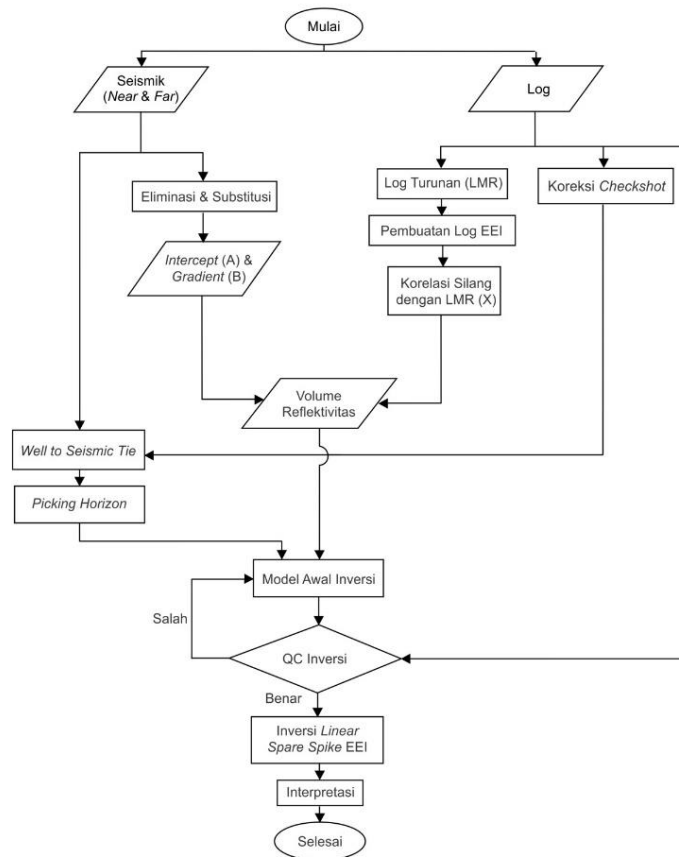 Mulai
Seismik
(Near & Far)
Log
Eliminasi & Substitusi
Log Turunan (LMR)
Koreksi Checkshot
Pembuatan Log EEI
Intercept (A) &
Gradient (B)
Korelasi Silang
dengan LMR (X)
Volume
Reflektivitas
Well to Seismic Tie
Picking Horizon
Model Awal Inversi
Salah
QC Inversi
Benar
Inversi Linear
Spare Spike EEI
Interpretasi
Selesai